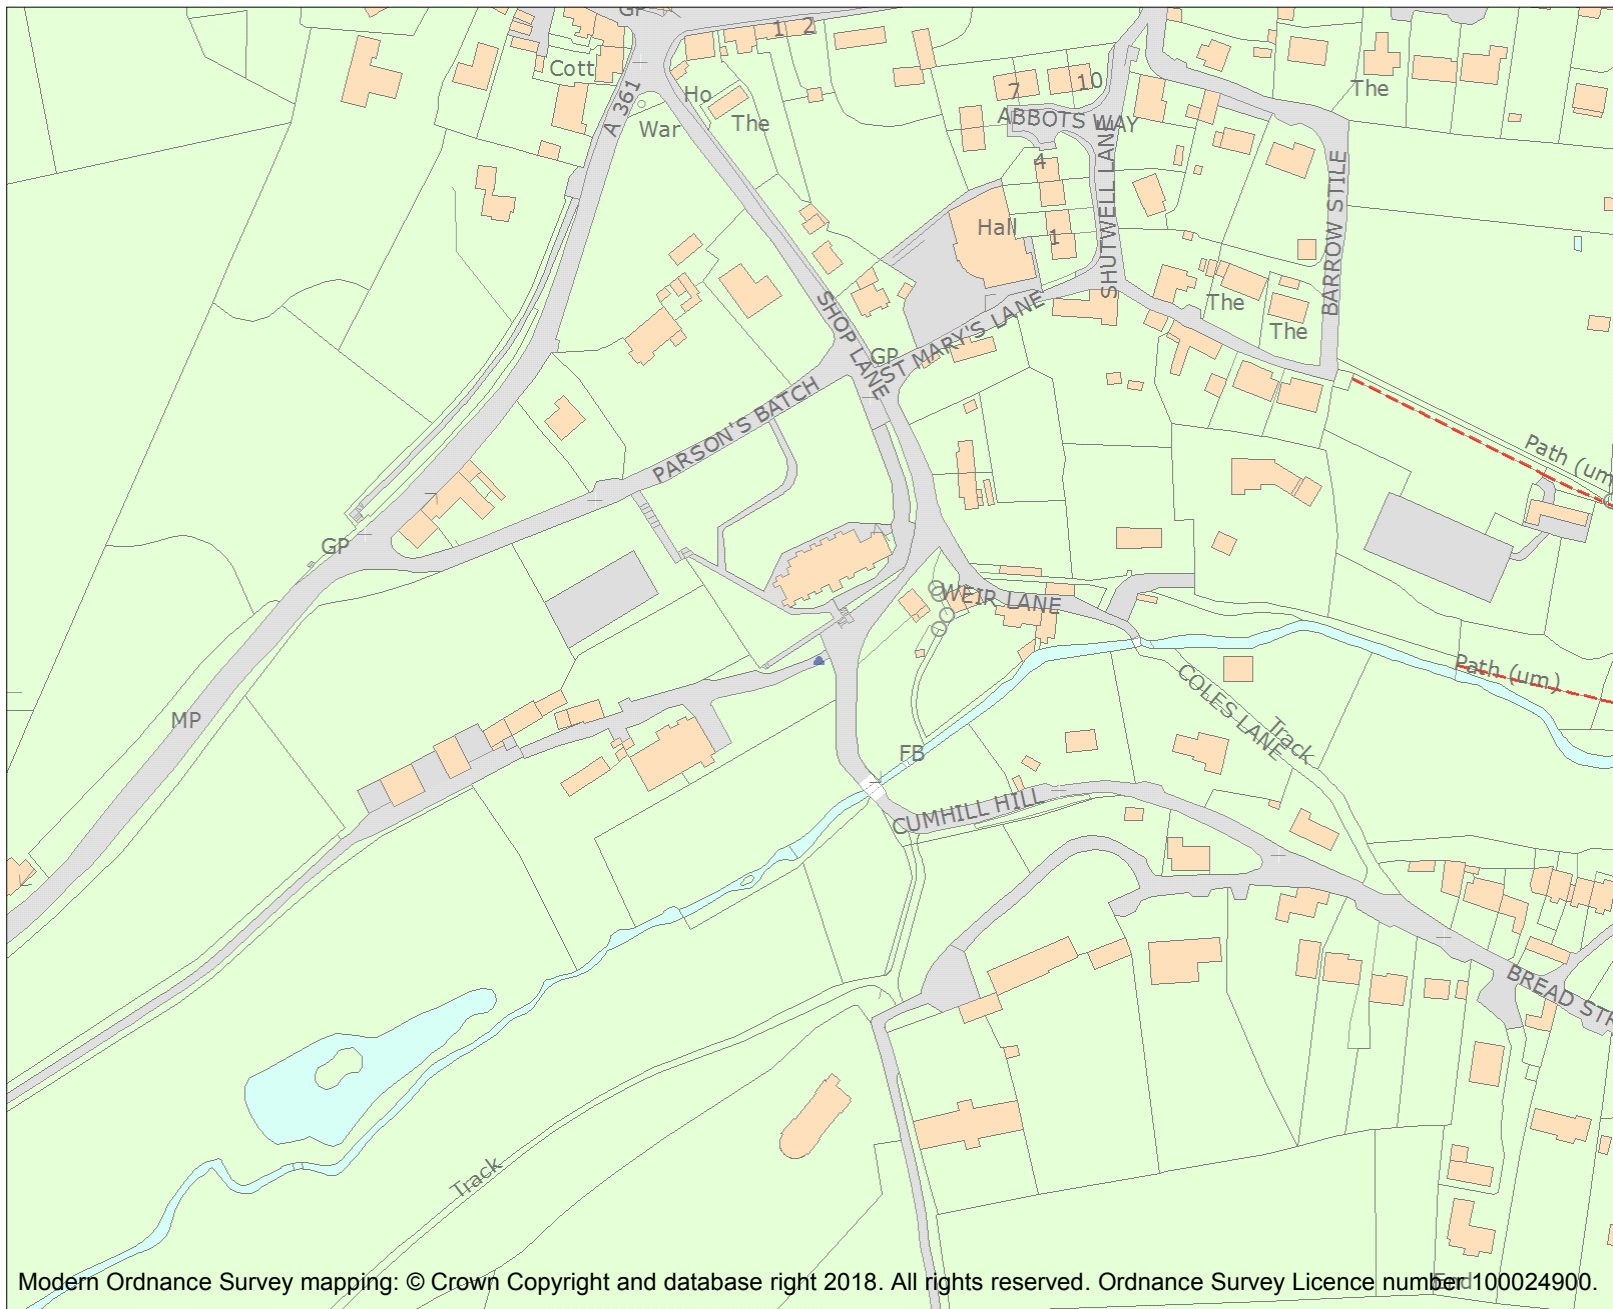 GP
1 2
Cott
A 361
Ho
War
The
7
10
ABBOTS WAY
4
Hall
1
SHUTWELL LANE
The
BARROW STILE
The
The
SHOP LANE
GP
ST MARY'S LANE
PARSON'S BATCH
Path (um
GP
WEIR LANE
Path (um)
COLES LANE
Track
MP
FB
CUMHILL HILL
BREAD STR
Track
Modern Ordnance Survey mapping: © Crown Copyright and database right 2018. All rights reserved. Ordnance Survey Licence number 100024900.